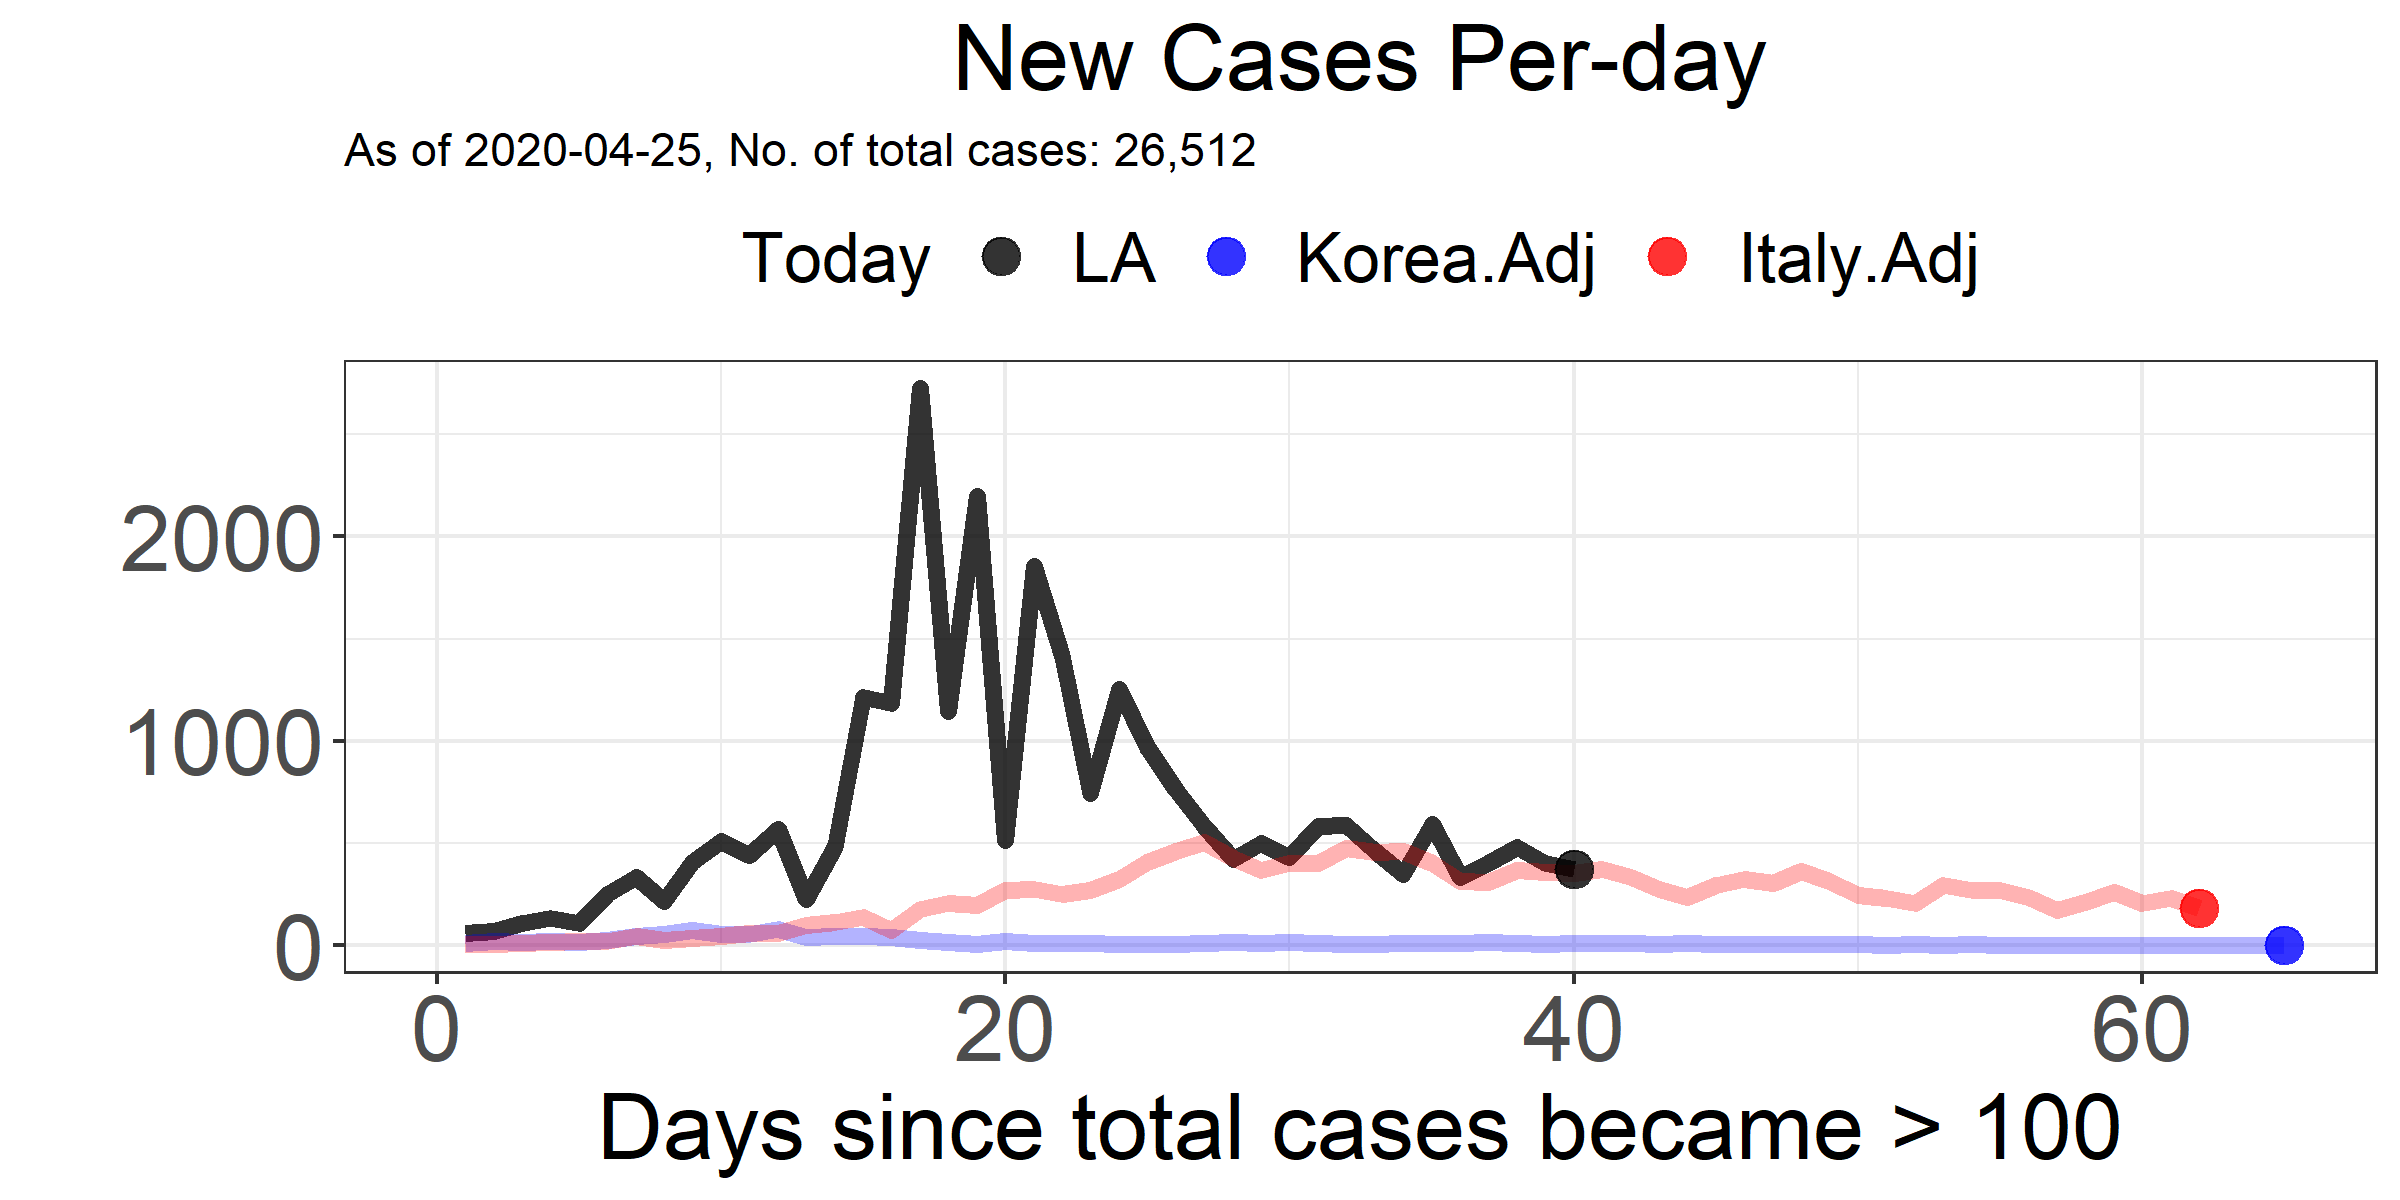 New Cases Per-day
As of 2020-04-25, No. of total cases: 26,512
Today LA Korea.Adj Italy.Adj
2000
1000
0
0 20 40 60
Days since total cases became > 100